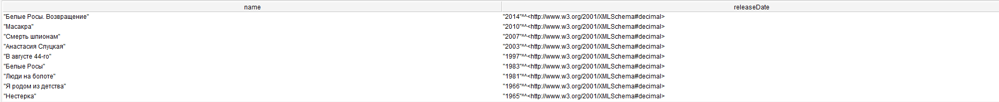 name releaseDate
"Белые Росы. Возвращение" "2014"^^<http://www.w3.org/2001/XMLSchema#decimal>
"Масакра" "2010"^^<http://www.w3.org/2001/XMLSchema#decimal>
"Смерть шпионам" "2007"^^<http://www.w3.org/2001/XMLSchema#decimal>
"Анастасия Слуцкая" "2003"^^<http://www.w3.org/2001/XMLSchema#decimal>
"В августе 44-го" "1997"^^<http://www.w3.org/2001/XMLSchema#decimal>
"Белые Росы" "1983"^^<http://www.w3.org/2001/XMLSchema#decimal>
"Люди на болоте" "1981"^^<http://www.w3.org/2001/XMLSchema#decimal>
"Я родом из детства" "1966"^^<http://www.w3.org/2001/XMLSchema#decimal>
"Нестерка" "1965"^^<http://www.w3.org/2001/XMLSchema#decimal>